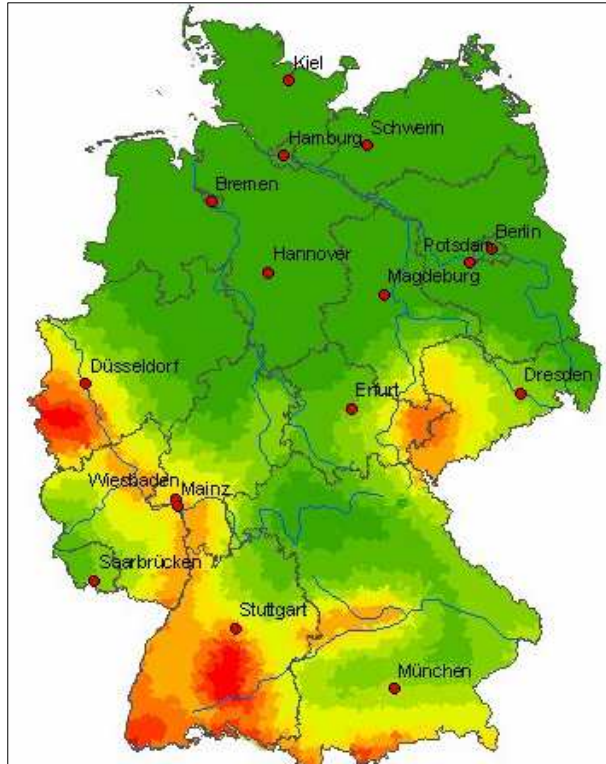 Kiel
Hamburg
Schwerin
Bremen
Berlin
Potsdam
Hannover
Magdeburg
Düsseldorf
Dresden
Erfurt
Wiesbaden
Mainz
Saarbrücken
Stuttgart
München